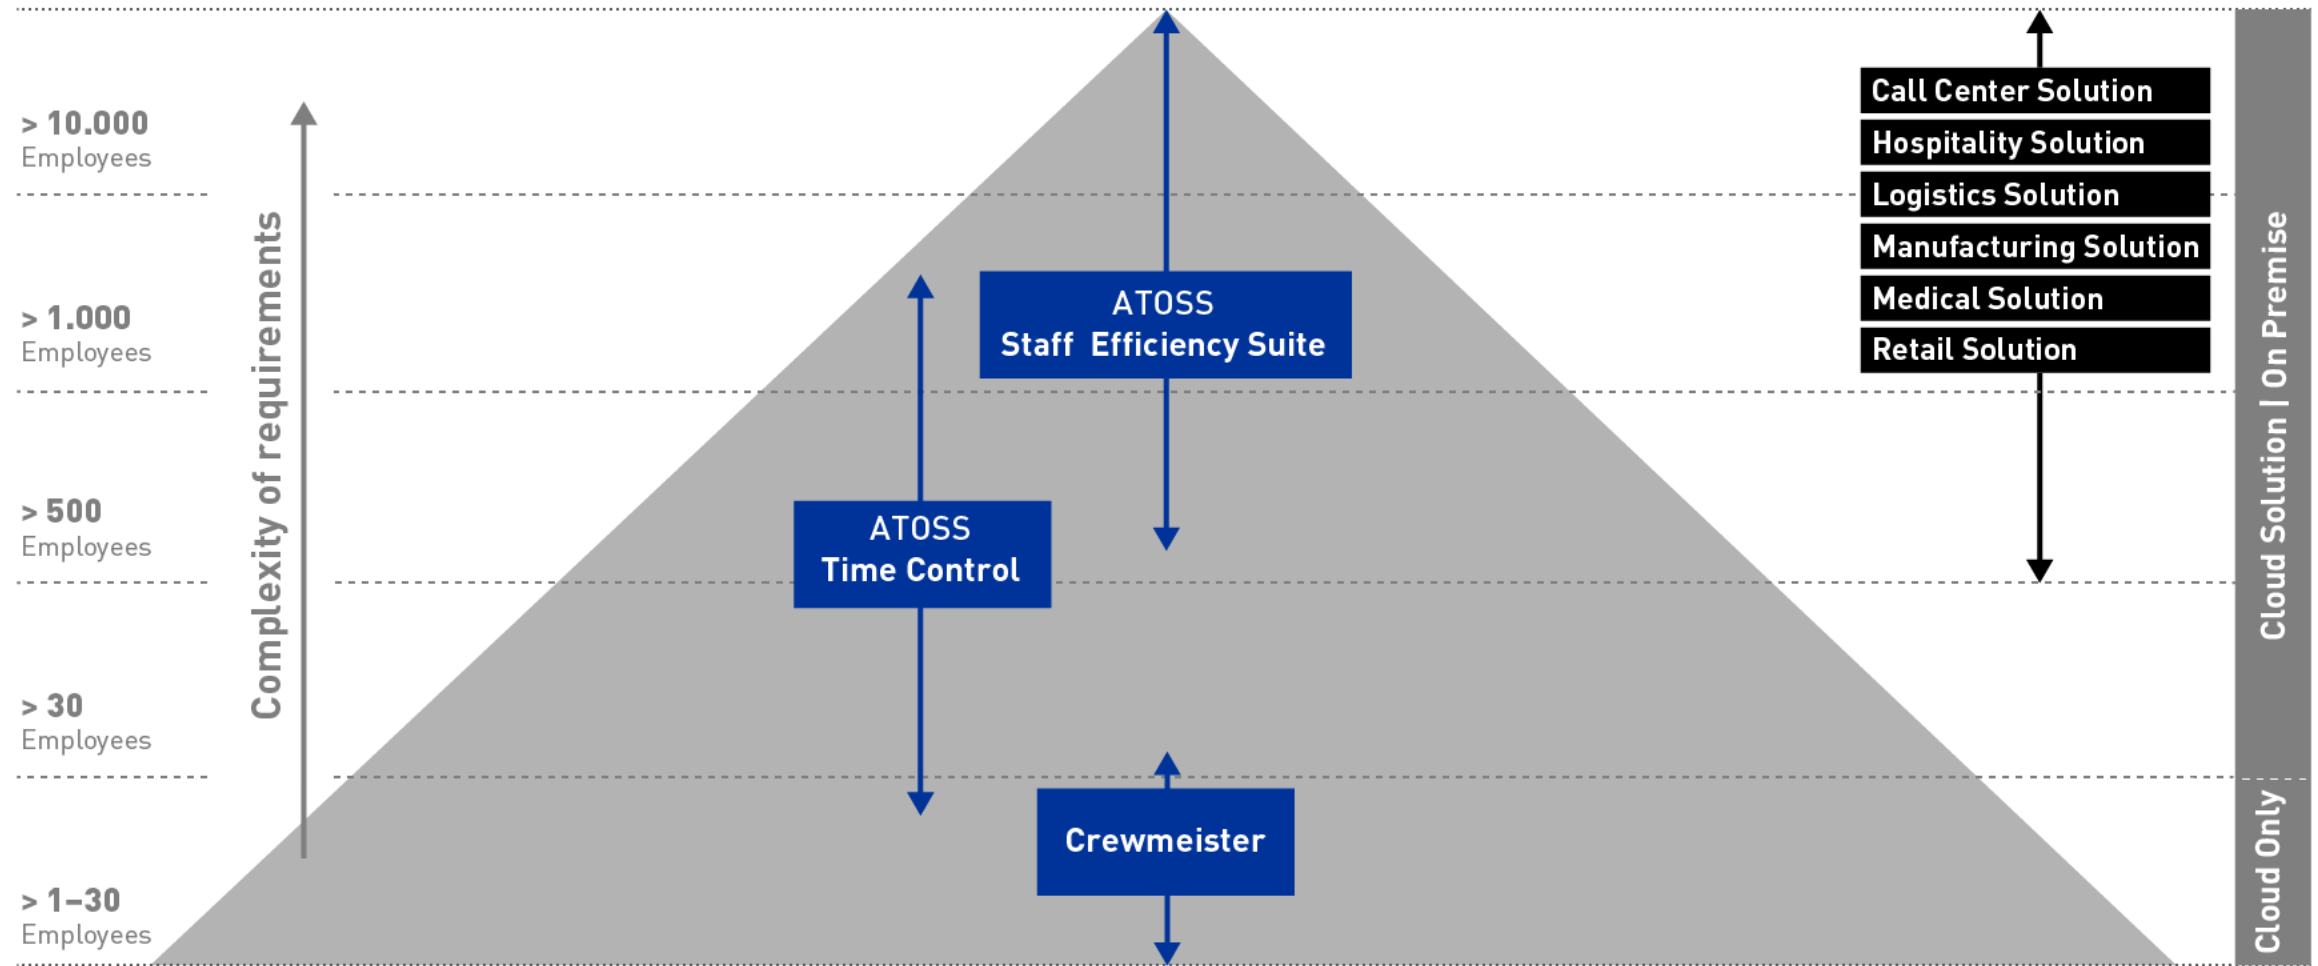 > 10.000
Employees
> 1.000
Employees
> 500
Employees
> 30
Employees
> 1–30
Employees
Complexity of requirements
ATOSS
Staff Efficiency Suite
ATOSS
Time Control
Crewmeister
Call Center Solution
Hospitality Solution
Logistics Solution
Manufacturing Solution
Medical Solution
Retail Solution
Cloud Solution | On Premise
Cloud Only